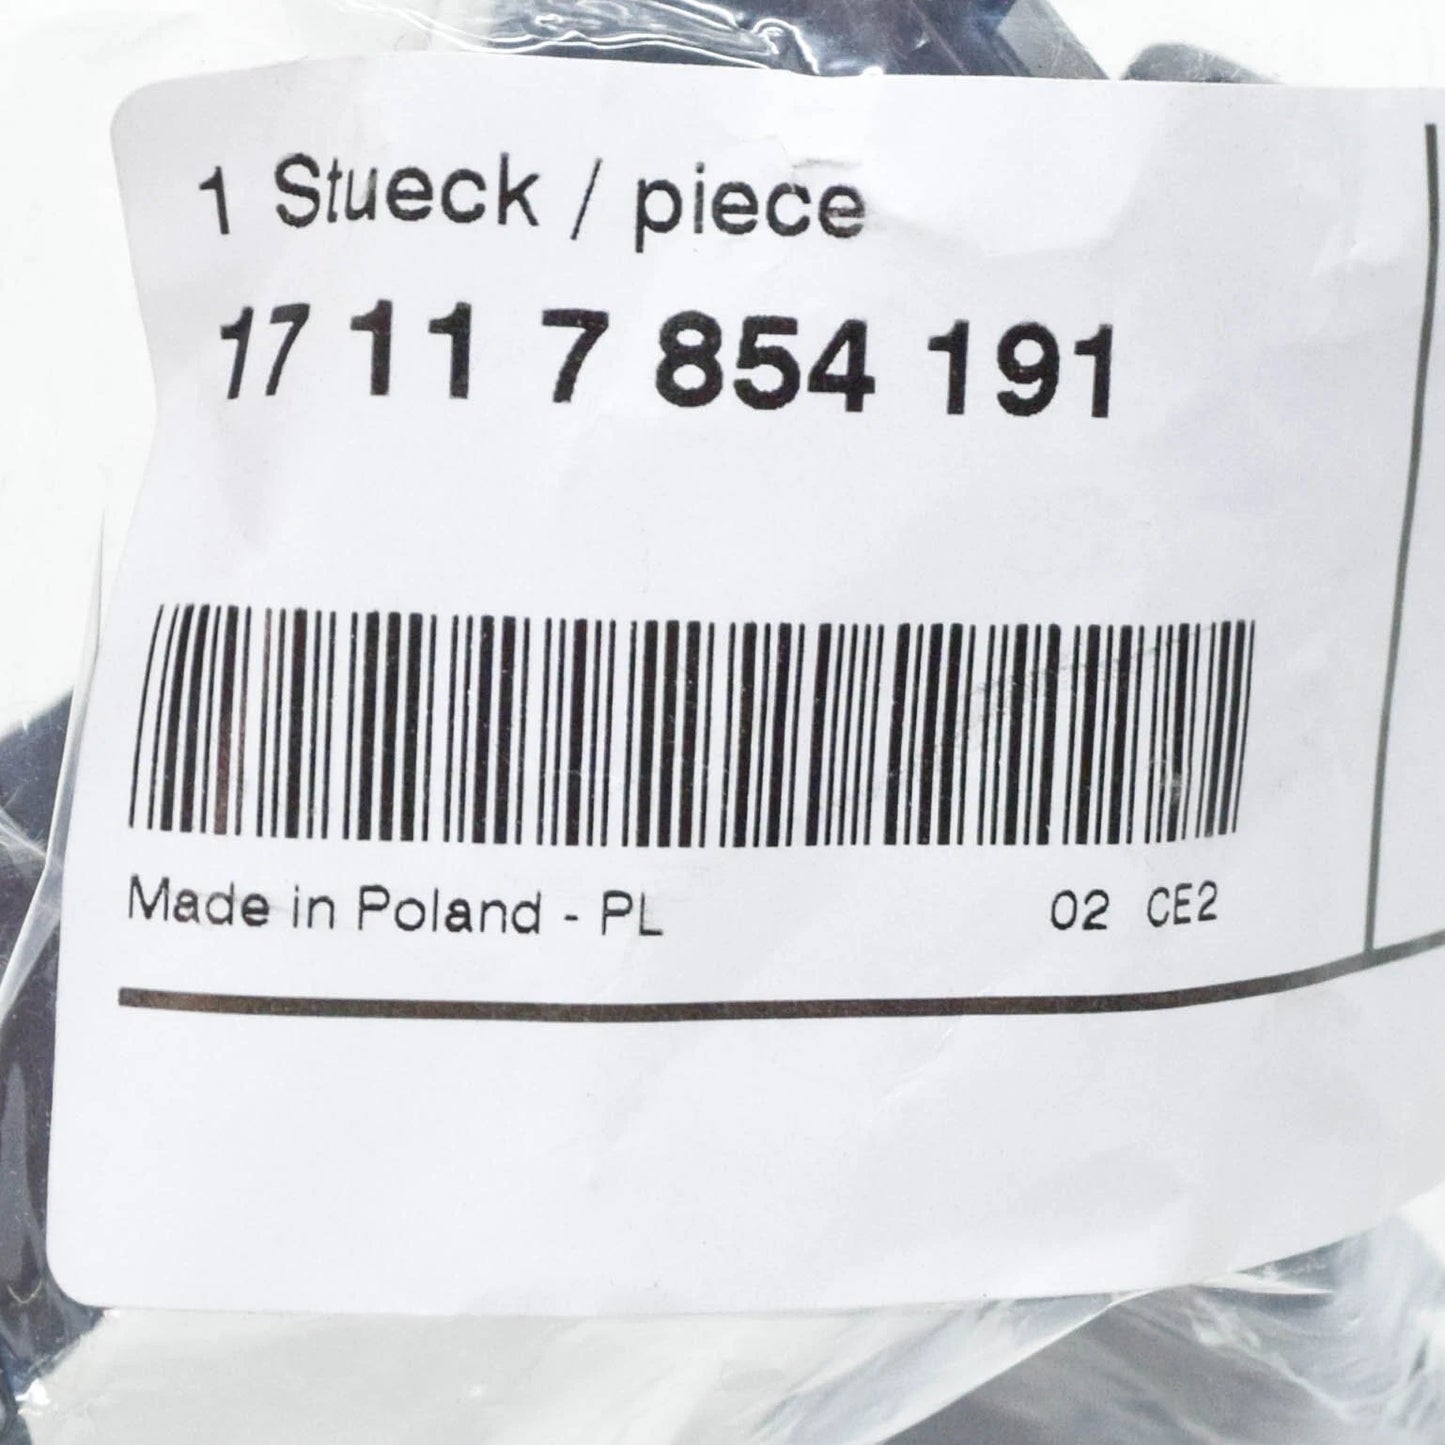 1 Stueck / piece
17 11 7 854 191
Made in Poland - PL 02 CE2